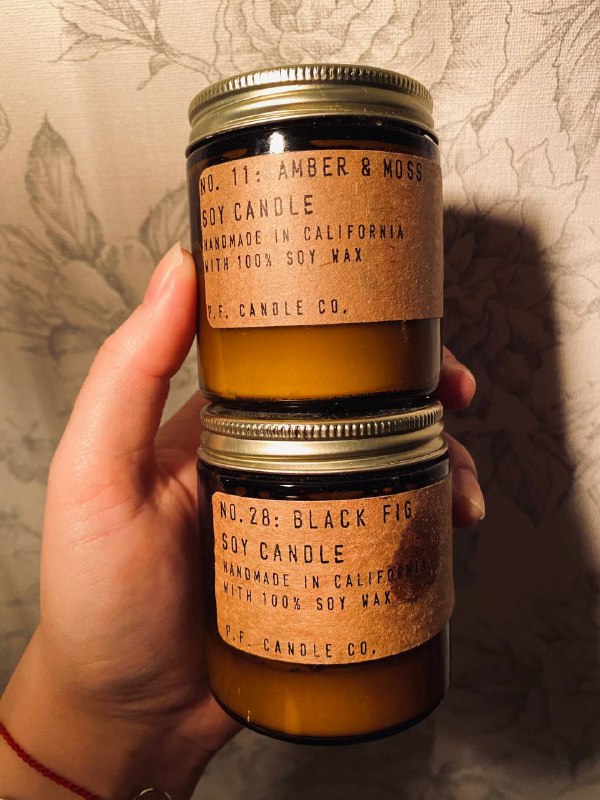 NO. 11: AMBER & MOSS
SOY CANDLE
HANDMADE IN CALIFORNIA
WITH 100% SOY WAX
P.F. CANDLE CO.
NO. 28: BLACK FIG
SOY CANDLE
HANDMADE IN CALIFORNIA
WITH 100% SOY WAX
P.F. CANDLE CO.